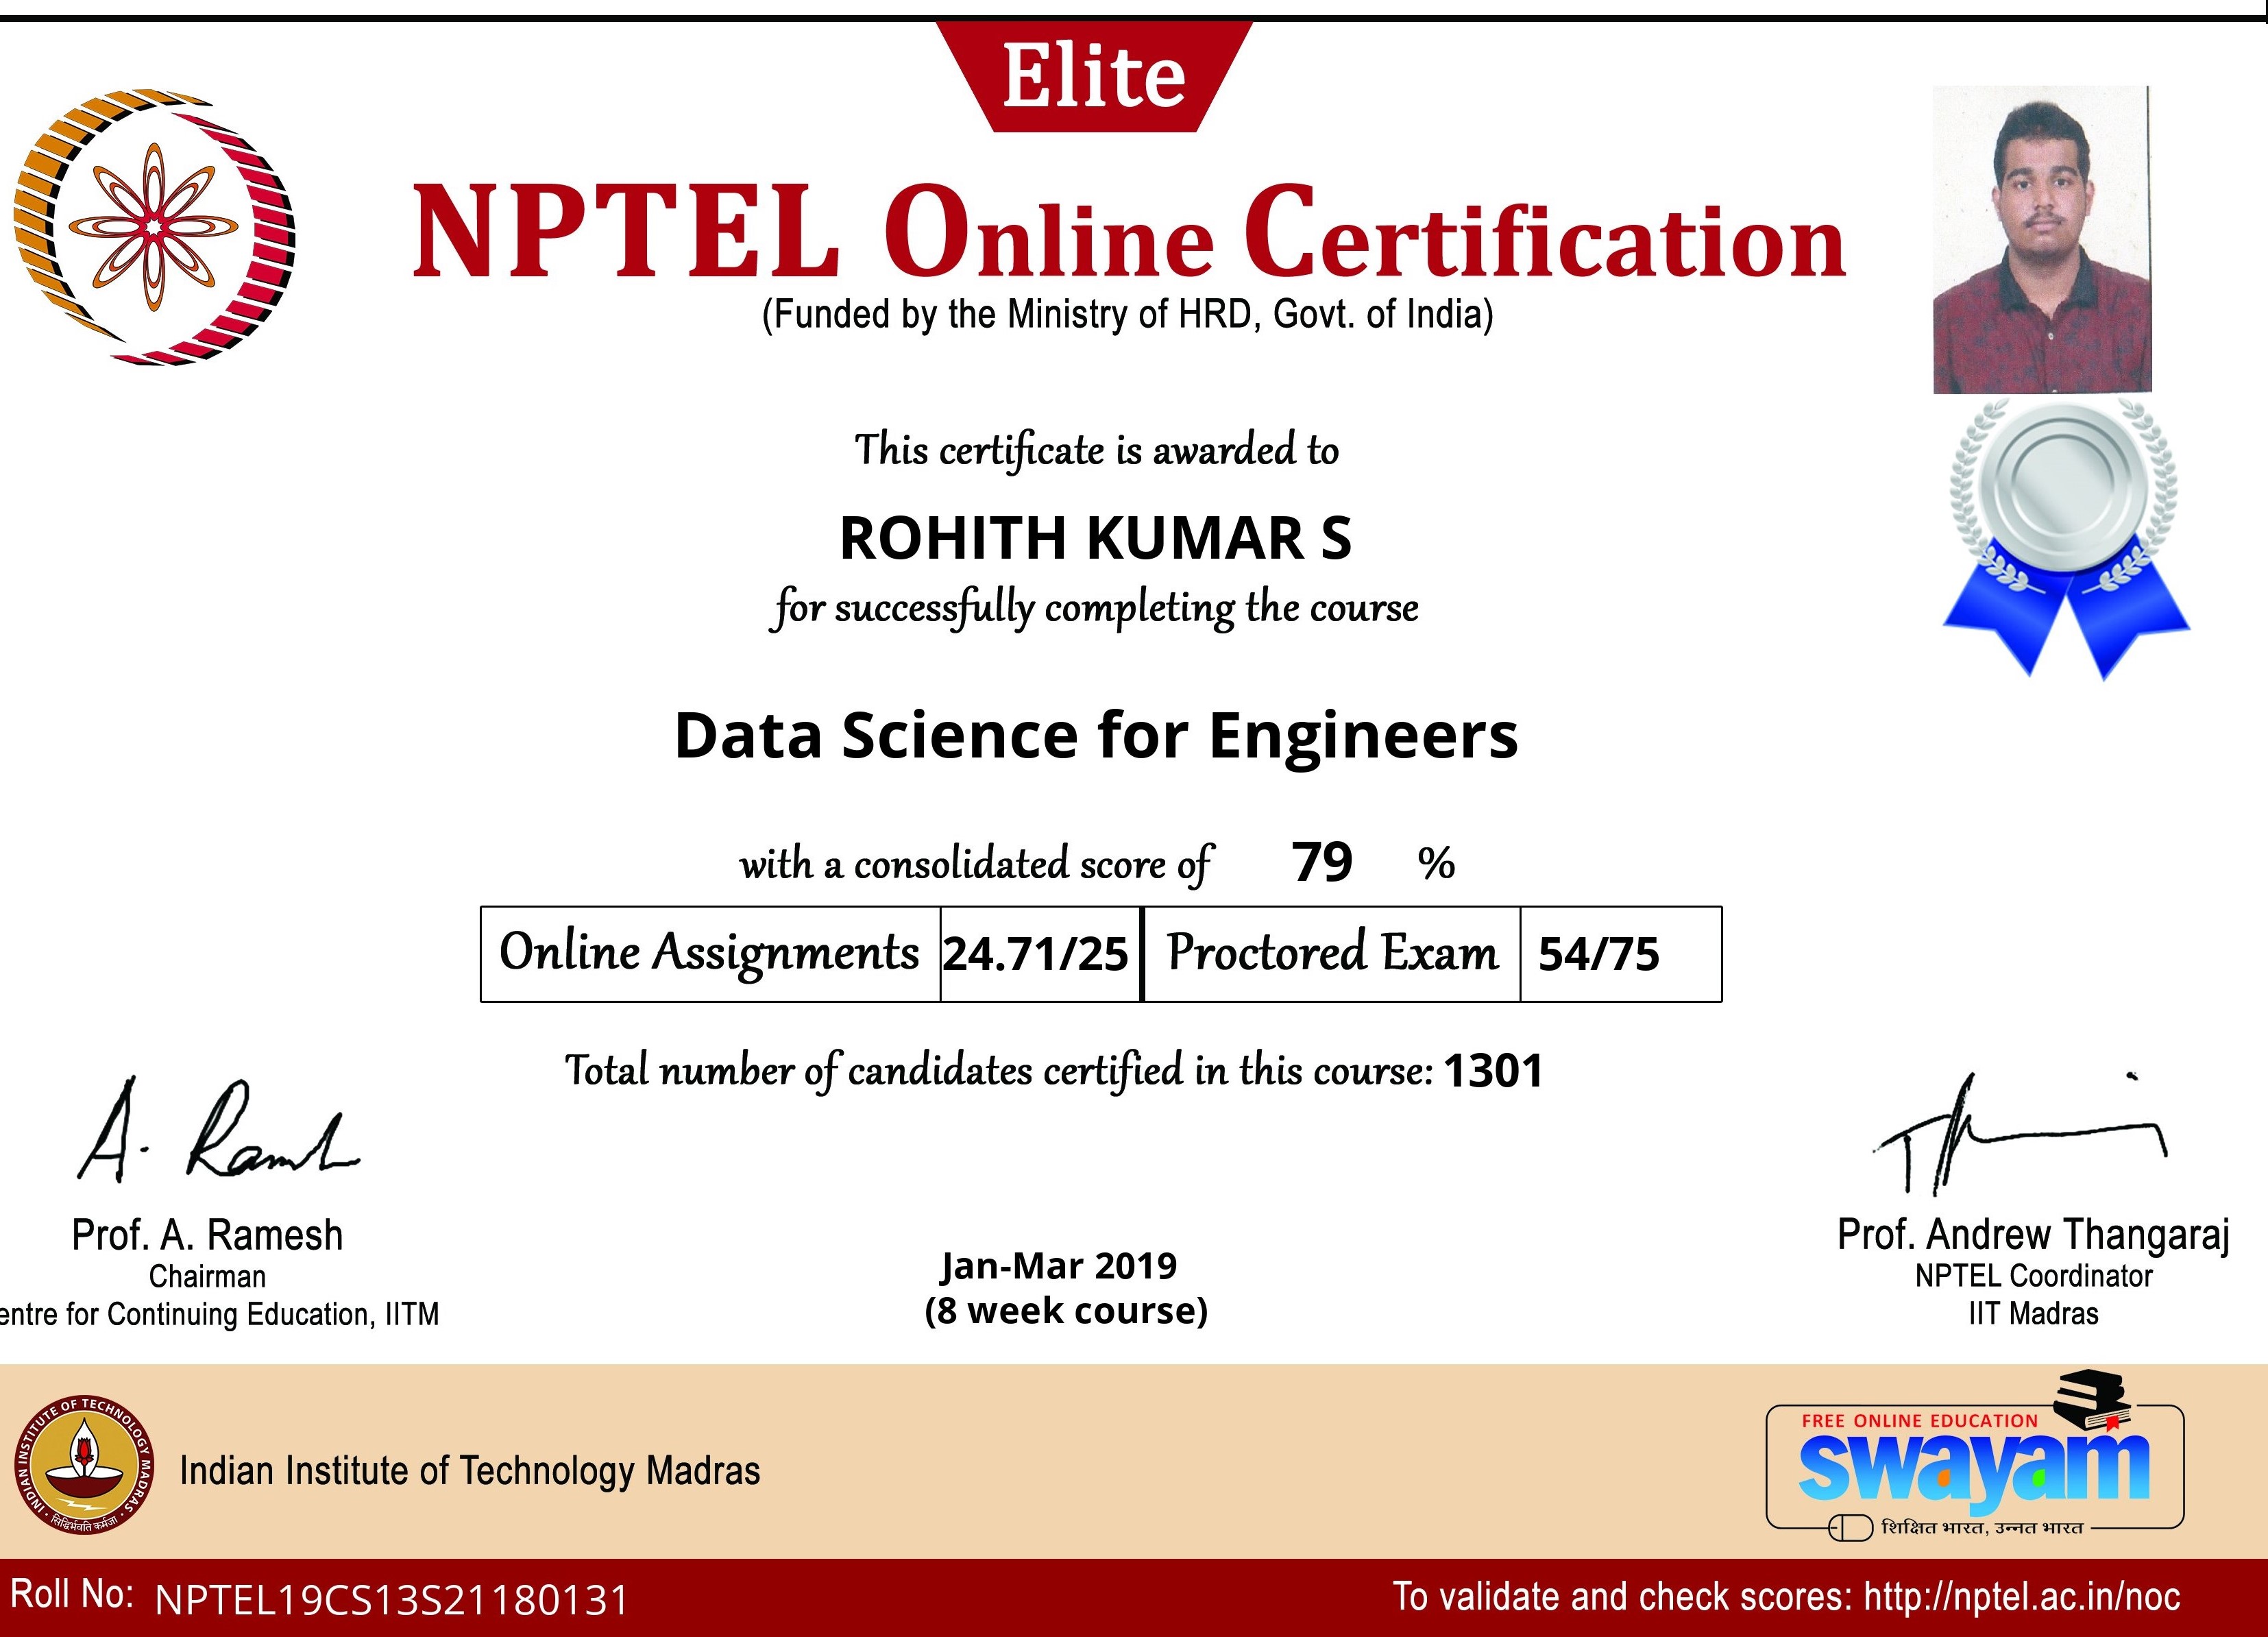 Elite
NPTEL Online Certification
(Funded by the Ministry of HRD, Govt. of India)
This certificate is awarded to
ROHITH KUMAR S
for successfully completing the course
Data Science for Engineers
with a consolidated score of 79 %
Online Assignments 24.71/25 Proctored Exam 54/75
Total number of candidates certified in this course: 1301
A. Ramesh
Prof. A. Ramesh
Chairman
entre for Continuing Education, IITM
Jan-Mar 2019
(8 week course)
Prof. Andrew Thangaraj
NPTEL Coordinator
IIT Madras
INDIAN INSTITUTE OF TECHNOLOGY MADRAS
सिद्धिर्भवति कर्मजा
Indian Institute of Technology Madras
FREE ONLINE EDUCATION
swayam
शिक्षित भारत, उन्नत भारत
Roll No: NPTEL19CS13S21180131
To validate and check scores: http://nptel.ac.in/noc